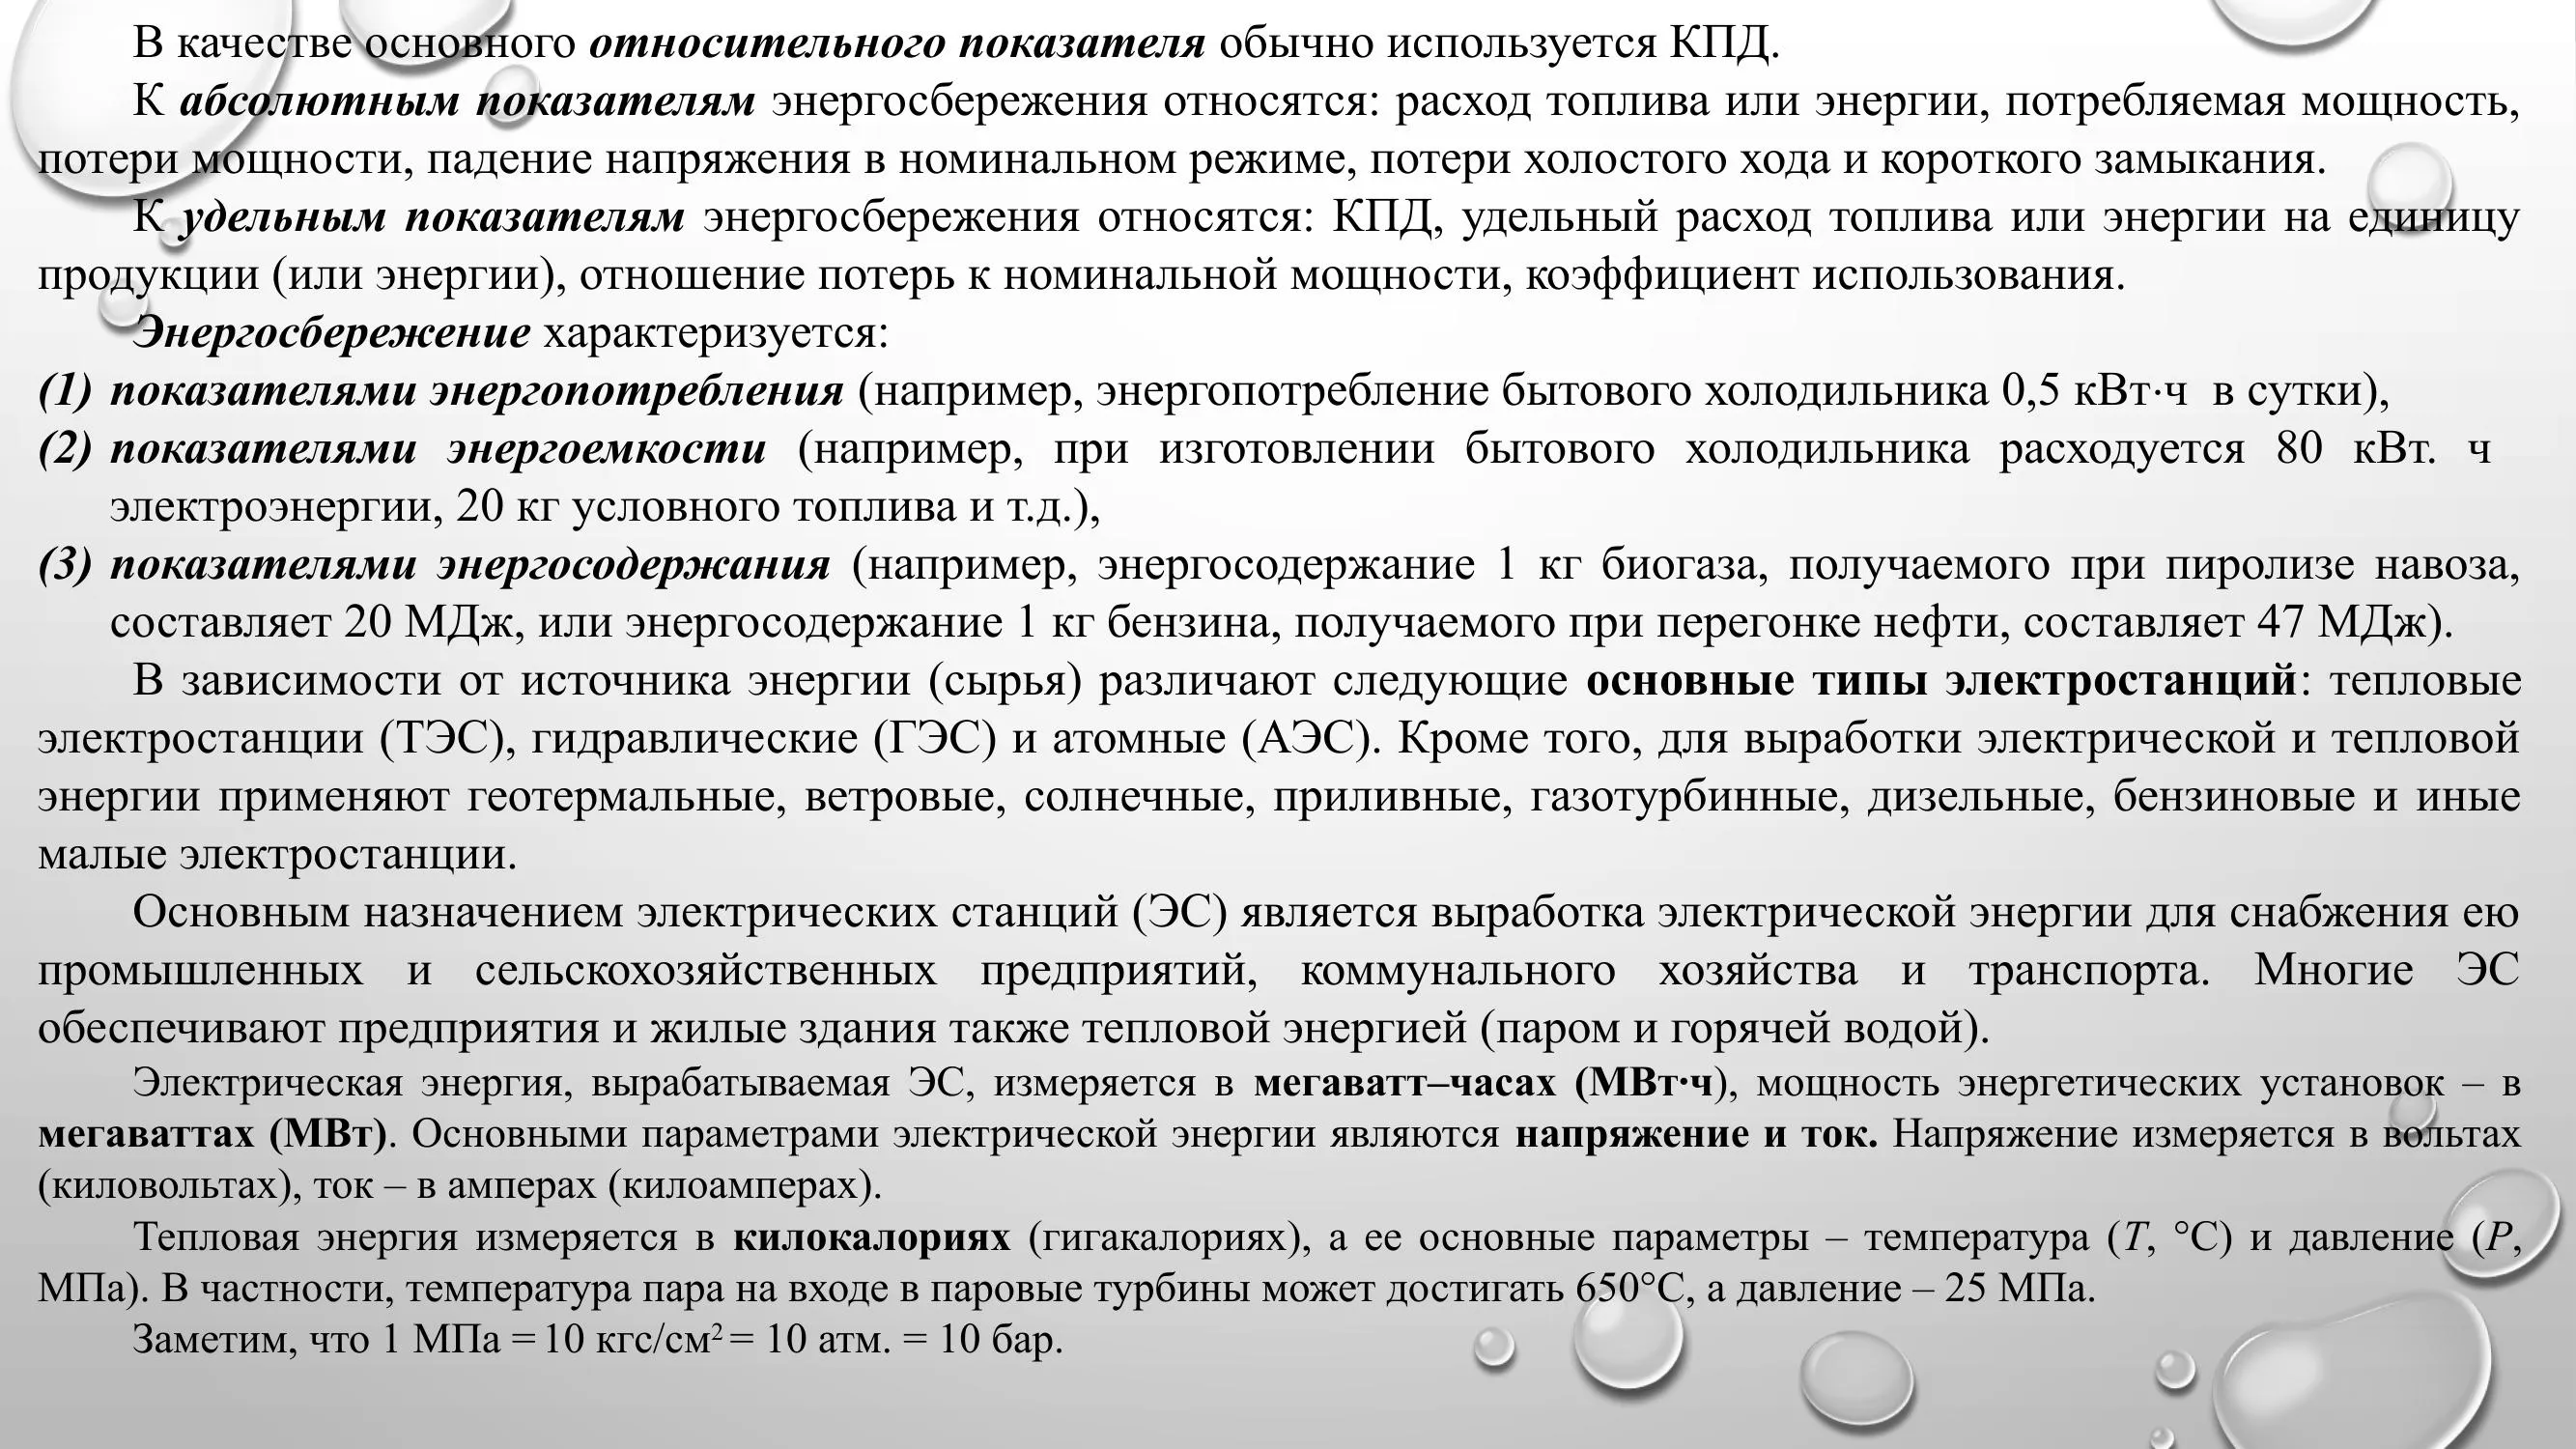 В качестве основного относительного показателя обычно используется КПД.
К абсолютным показателям энергосбережения относятся: расход топлива или энергии, потребляемая мощность,
потери мощности, падение напряжения в номинальном режиме, потери холостого хода и короткого замыкания.
К удельным показателям энергосбережения относятся: КПД, удельный расход топлива или энергии на единицу
продукции (или энергии), отношение потерь к номинальной мощности, коэффициент использования.
Энергосбережение характеризуется:
(1) показателями энергопотребления (например, энергопотребление бытового холодильника 0,5 кВт·ч в сутки),
(2) показателями энергоемкости (например, при изготовлении бытового холодильника расходуется 80 кВт. ч
электроэнергии, 20 кг условного топлива и т.д.),
(3) показателями энергосодержания (например, энергосодержание 1 кг биогаза, получаемого при пиролизе навоза,
составляет 20 МДж, или энергосодержание 1 кг бензина, получаемого при перегонке нефти, составляет 47 МДж).
В зависимости от источника энергии (сырья) различают следующие основные типы электростанций: тепловые
электростанции (ТЭС), гидравлические (ГЭС) и атомные (АЭС). Кроме того, для выработки электрической и тепловой
энергии применяют геотермальные, ветровые, солнечные, приливные, газотурбинные, дизельные, бензиновые и иные
малые электростанции.
Основным назначением электрических станций (ЭС) является выработка электрической энергии для снабжения ею
промышленных и сельскохозяйственных предприятий, коммунального хозяйства и транспорта. Многие ЭС
обеспечивают предприятия и жилые здания также тепловой энергией (паром и горячей водой).
Электрическая энергия, вырабатываемая ЭС, измеряется в мегаватт–часах (МВт·ч), мощность энергетических установок – в
мегаваттах (МВт). Основными параметрами электрической энергии являются напряжение и ток. Напряжение измеряется в вольтах
(киловольтах), ток – в амперах (килоамперах).
Тепловая энергия измеряется в килокалориях (гигакалориях), а ее основные параметры – температура (T, °С) и давление (P,
МПа). В частности, температура пара на входе в паровые турбины может достигать 650°С, а давление – 25 МПа.
Заметим, что 1 МПа = 10 кгс/см² = 10 атм. = 10 бар.